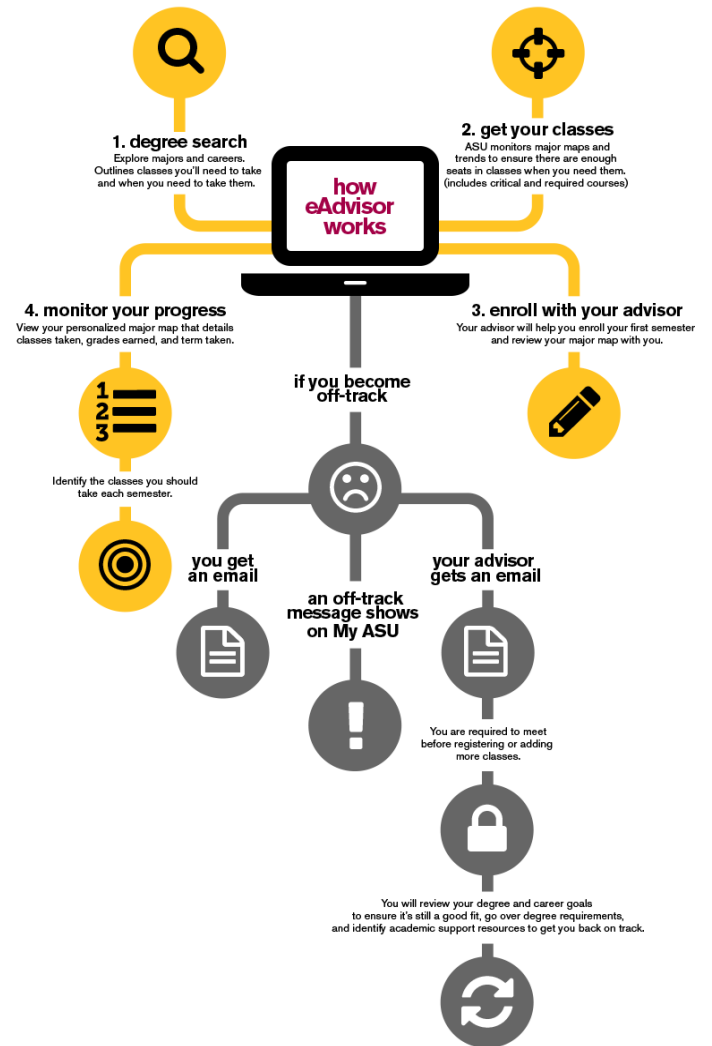 1. degree search
Explore majors and careers.
Outlines classes you'll need to take
and when you need to take them.
2. get your classes
ASU monitors major maps and
trends to ensure there are enough
seats in classes when you need them.
(includes critical and required courses)
how
eAdvisor
works
4. monitor your progress
View your personalized major map that details
classes taken, grades earned, and term taken.
3. enroll with your advisor
Your advisor will help you enroll your first semester
and review your major map with you.
1
2
3
Identify the classes you should
take each semester.
if you become
off-track
you get
an email
an off-track
message shows
on My ASU
!
your advisor
gets an email
You are required to meet
before registering or adding
more classes.
You will review your degree and career goals
to ensure it's still a good fit, go over degree requirements,
and identify academic support resources to get you back on track.